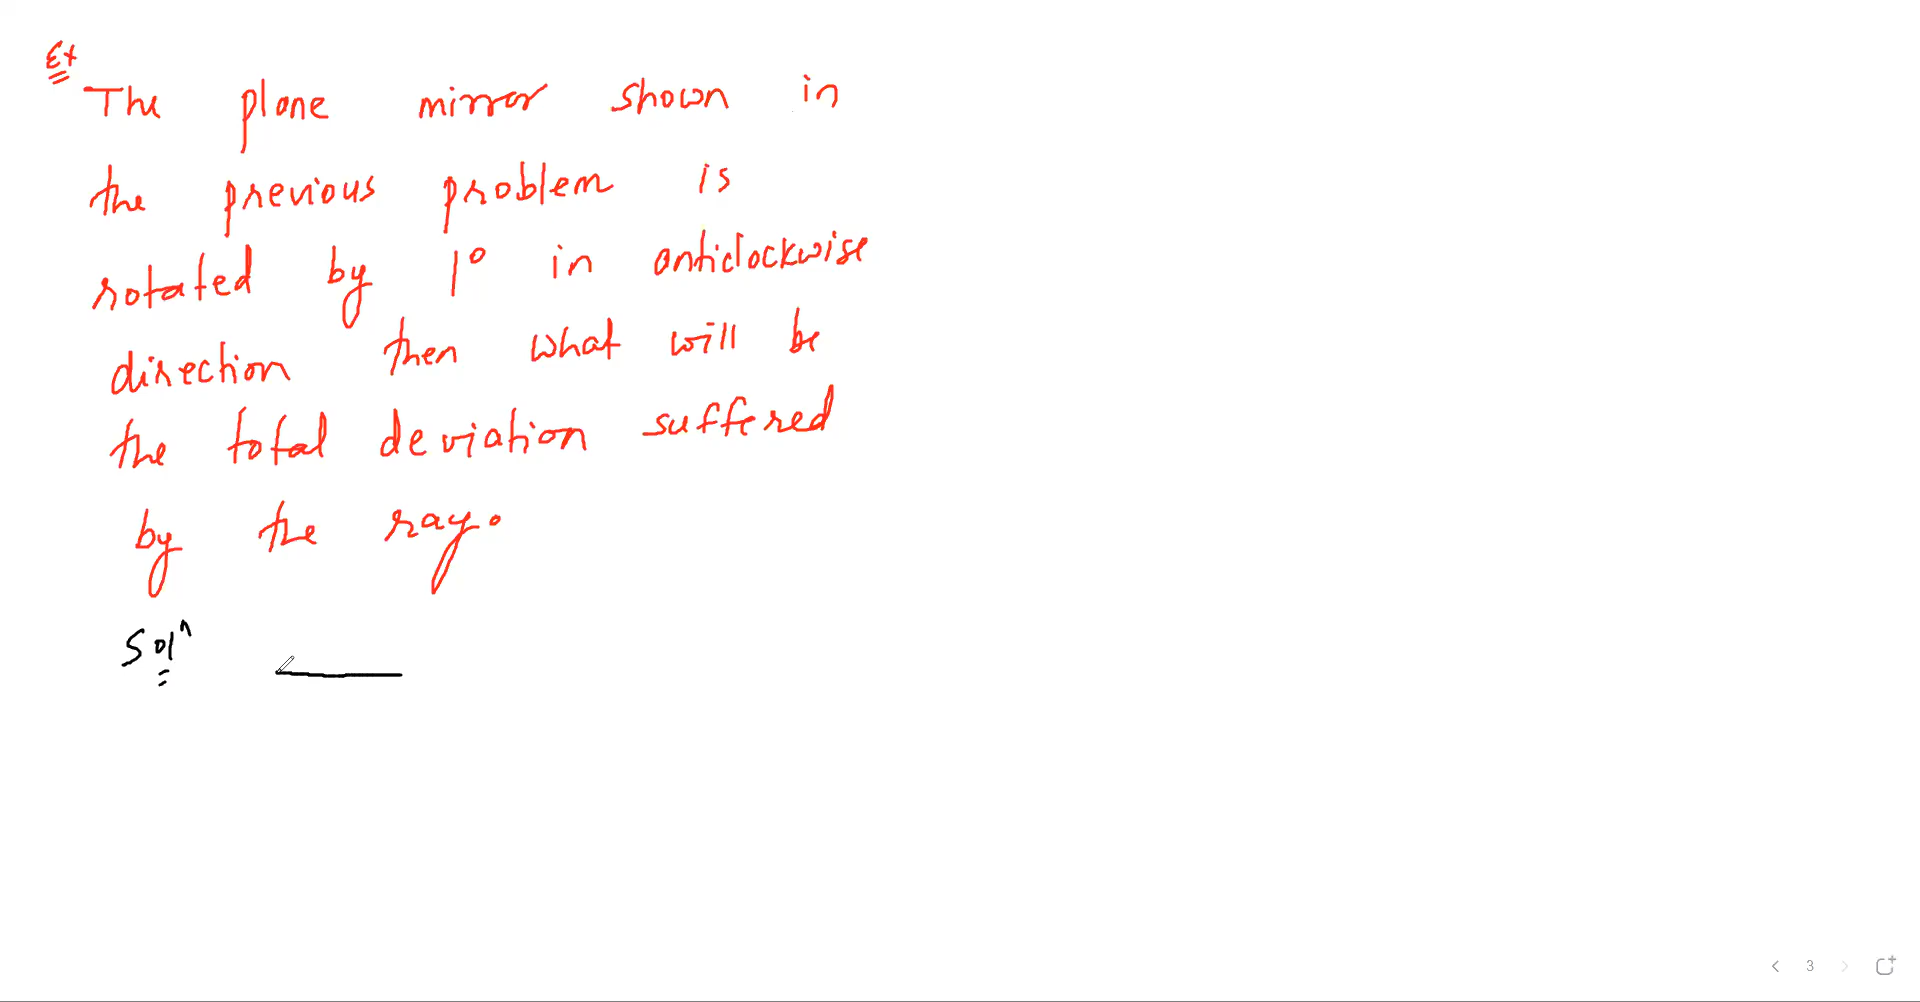 Ex
The plane mirror shown in
the previous problem is
rotated by 1° in anticlockwise
direction then what will be
the total deviation suffered
by the ray.
Solⁿ
3